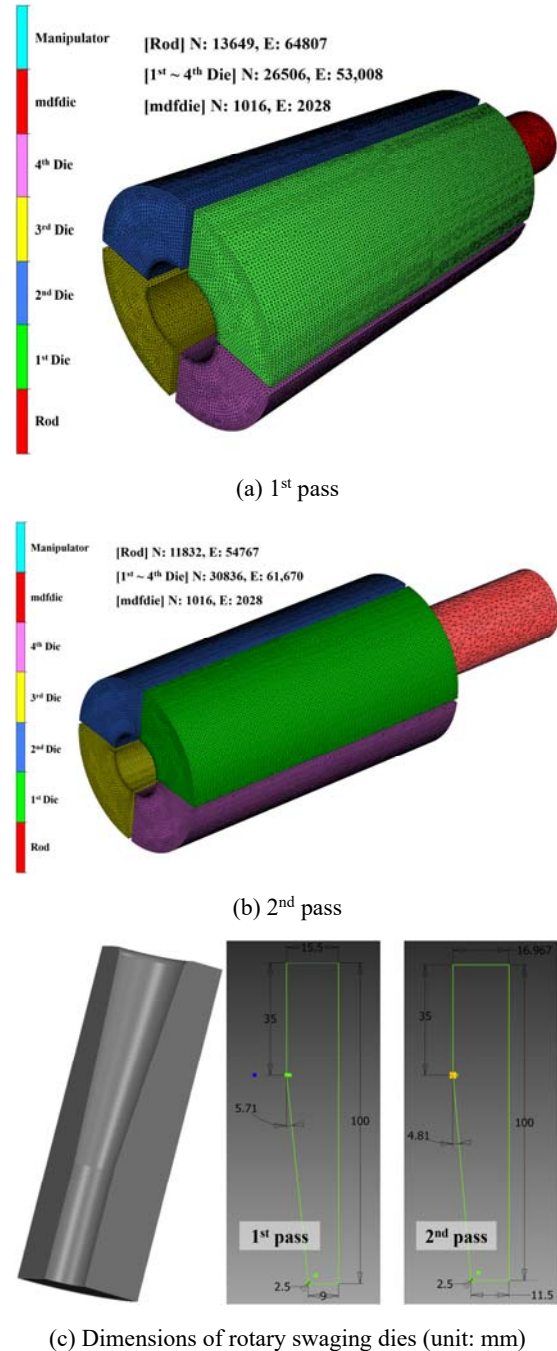 Manipulator
mdfdie
4th Die
3rd Die
2nd Die
1st Die
Rod
[Rod] N: 13649, E: 64807
[1st ~ 4th Die] N: 26506, E: 53,008
[mdfdie] N: 1016, E: 2028
(a) 1st pass
Manipulator
mdfdie
4th Die
3rd Die
2nd Die
1st Die
Rod
[Rod] N: 11832, E: 54767
[1st ~ 4th Die] N: 30836, E: 61,670
[mdfdie] N: 1016, E: 2028
(b) 2nd pass
15.5
35
5.71
100
1st pass
2.5
9
16.967
35
4.81
100
2nd pass
2.5
11.5
(c) Dimensions of rotary swaging dies (unit: mm)